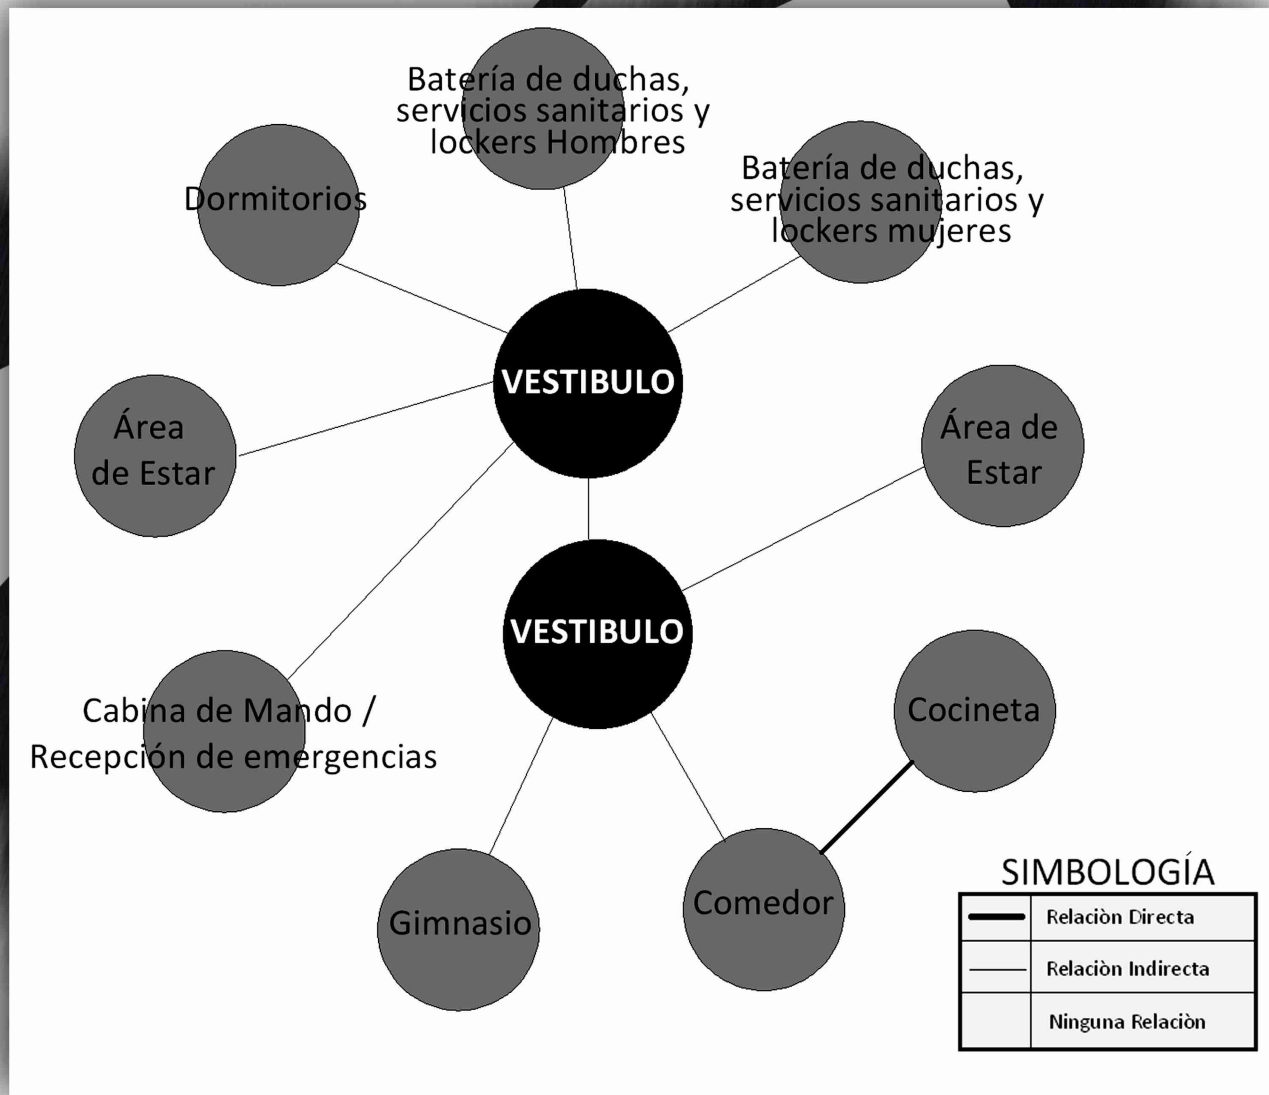 Batería de duchas,
servicios sanitarios y
lockers Hombres
Batería de duchas,
servicios sanitarios y
lockers mujeres
Dormitorios
VESTIBULO
Área
de Estar
Área de
Estar
VESTIBULO
Cabina de Mando /
Recepción de emergencias
Cocineta
Gimnasio
Comedor
SIMBOLOGÍA
Relaciòn Directa
Relaciòn Indirecta
Ninguna Relaciòn